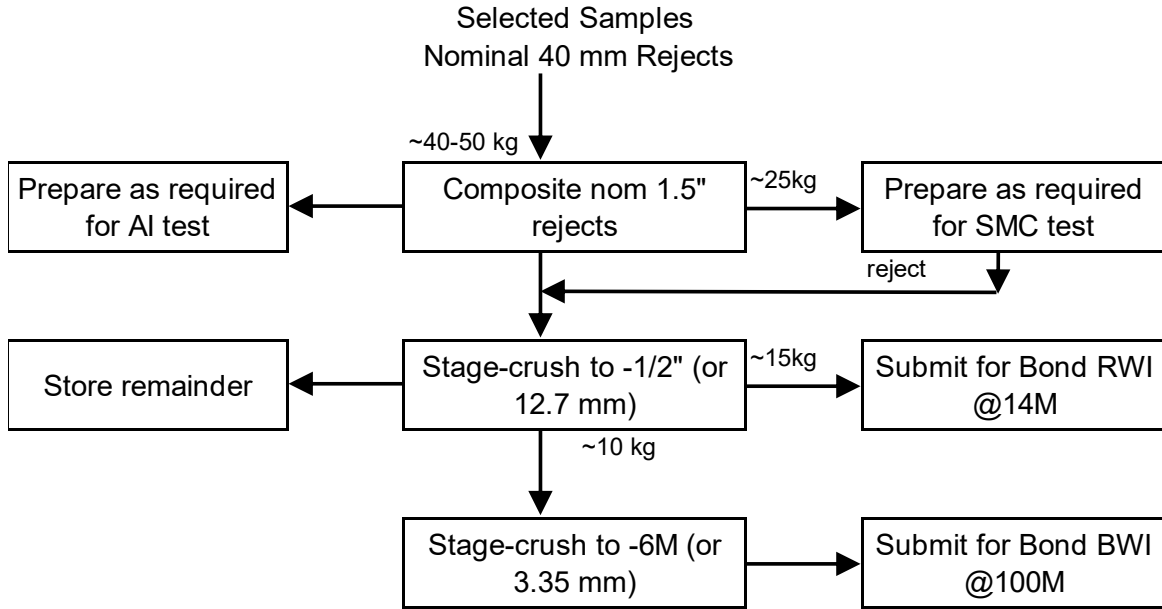 Selected Samples
Nominal 40 mm Rejects
~40-50 kg
Prepare as required
for AI test
Composite nom 1.5"
rejects
~25kg
Prepare as required
for SMC test
reject
Store remainder
Stage-crush to -1/2" (or
12.7 mm)
~15kg
Submit for Bond RWI
@14M
~10 kg
Stage-crush to -6M (or
3.35 mm)
Submit for Bond BWI
@100M